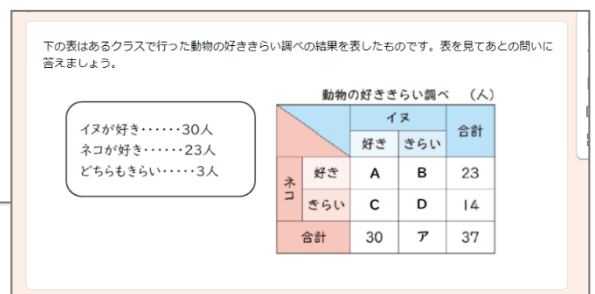 下の表はあるクラスで行った動物の好ききらい調べの結果を表したものです。表を見てあとの問いに
答えましょう。
イヌが好き……30人
ネコが好き……23人
どちらもきらい……3人
動物の好ききらい調べ (人)
イヌ 合計
好き きらい
ネコ 好き A B 23
きらい C D 14
合計 30 ア 37